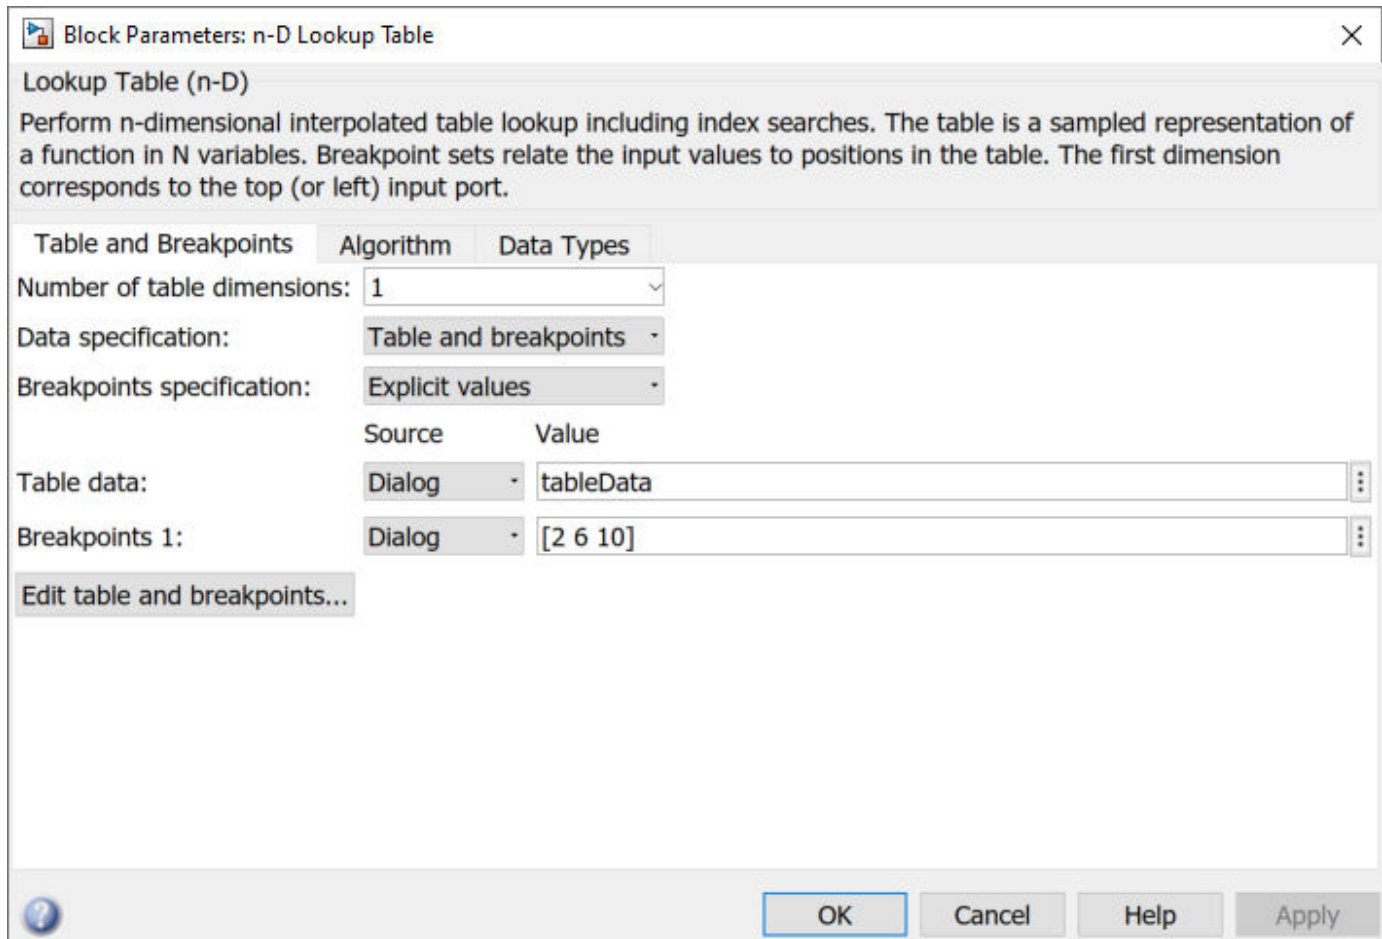 Block Parameters: n-D Lookup Table
Lookup Table (n-D)
Perform n-dimensional interpolated table lookup including index searches. The table is a sampled representation of
a function in N variables. Breakpoint sets relate the input values to positions in the table. The first dimension
corresponds to the top (or left) input port.
Table and Breakpoints Algorithm Data Types
Number of table dimensions: 1
Data specification: Table and breakpoints
Breakpoints specification: Explicit values
Source Value
Table data: Dialog tableData
Breakpoints 1: Dialog [2 6 10]
Edit table and breakpoints...
OK Cancel Help Apply